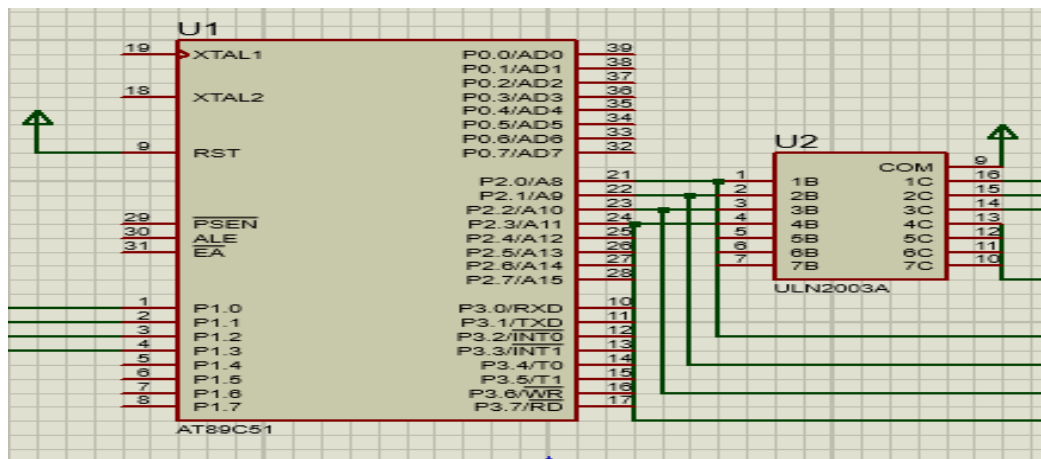 U1
19 XTAL1
18 XTAL2
9 RST
29 PSEN
30 ALE
31 EA
1 P1.0
2 P1.1
3 P1.2
4 P1.3
5 P1.4
6 P1.5
7 P1.6
8 P1.7
P0.0/AD0 39
P0.1/AD1 38
P0.2/AD2 37
P0.3/AD3 36
P0.4/AD4 35
P0.5/AD5 34
P0.6/AD6 33
P0.7/AD7 32
P2.0/A8 21
P2.1/A9 22
P2.2/A10 23
P2.3/A11 24
P2.4/A12 25
P2.5/A13 26
P2.6/A14 27
P2.7/A15 28
P3.0/RXD 10
P3.1/TXD 11
P3.2/INT0 12
P3.3/INT1 13
P3.4/T0 14
P3.5/T1 15
P3.6/WR 16
P3.7/RD 17
AT89C51
U2
COM 9
1 1B 1C 16
2 2B 2C 15
3 3B 3C 14
4 4B 4C 13
5 5B 5C 12
6 6B 6C 11
7 7B 7C 10
ULN2003A